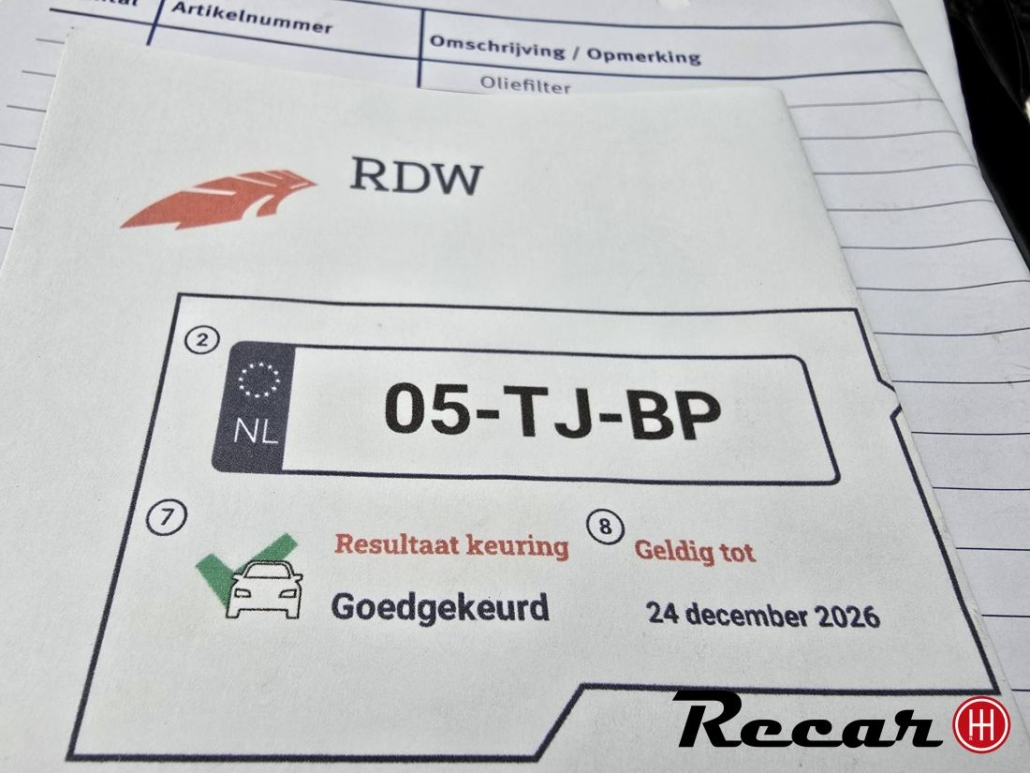 Artikelnummer
Omschrijving / Opmerking
Oliefilter
RDW
2
NL
05-TJ-BP
7
Resultaat keuring
8
Geldig tot
Goedgekeurd
24 december 2026
Recar